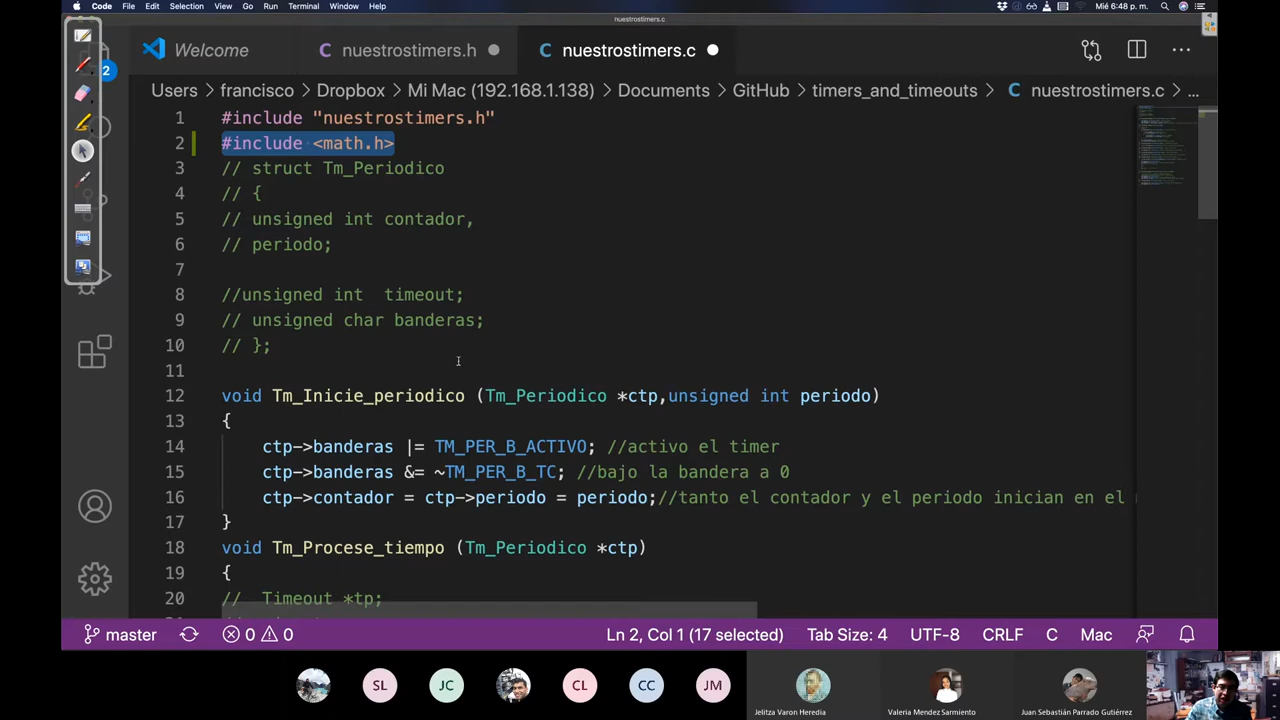 Code File Edit Selection View Go Run Terminal Window Help Mié 6:48 p. m.
nuestrostimers.c
Welcome C nuestrostimers.h C nuestrostimers.c
2
Users francisco Dropbox Mi Mac (192.168.1.138) Documents GitHub timers_and_timeouts C nuestrostimers.c ...
1 #include "nuestrostimers.h"
2 #include <math.h>
3 // struct Tm_Periodico
4 // {
5 // unsigned int contador,
6 // periodo;
7
8 //unsigned int  timeout;
9 // unsigned char banderas;
10 // };
11
12 void Tm_Inicie_periodico (Tm_Periodico *ctp,unsigned int periodo)
13 {
14 ctp->banderas |= TM_PER_B_ACTIVO; //activo el timer
15 ctp->banderas &= ~TM_PER_B_TC; //bajo la bandera a 0
16 ctp->contador = ctp->periodo = periodo;//tanto el contador y el periodo inician en el
17 }
18 void Tm_Procese_tiempo (Tm_Periodico *ctp)
19 {
20 //  Timeout *tp;
master 0 0 Ln 2, Col 1 (17 selected) Tab Size: 4 UTF-8 CRLF C Mac
SL JC CL CC JM
Jelitza Varon Heredia Valeria Mendez Sarmiento Juan Sebastián Parrado Gutiérrez